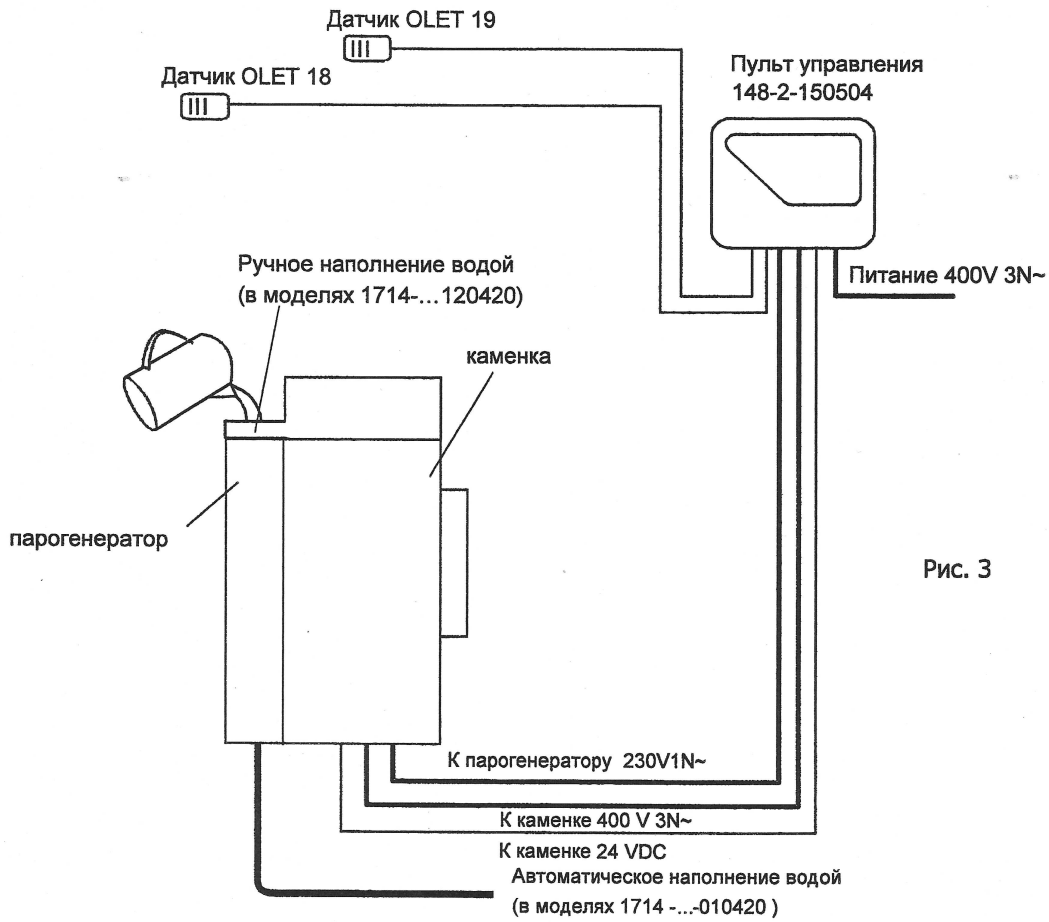 Датчик OLET 19
Датчик OLET 18
Пульт управления
148-2-150504
Питание 400V 3N~
Ручное наполнение водой
(в моделях 1714-...120420)
каменка
парогенератор
Рис. 3
К парогенератору 230V1N~
К каменке 400 V 3N~
К каменке 24 VDC
Автоматическое наполнение водой
(в моделях 1714 -...-010420 )